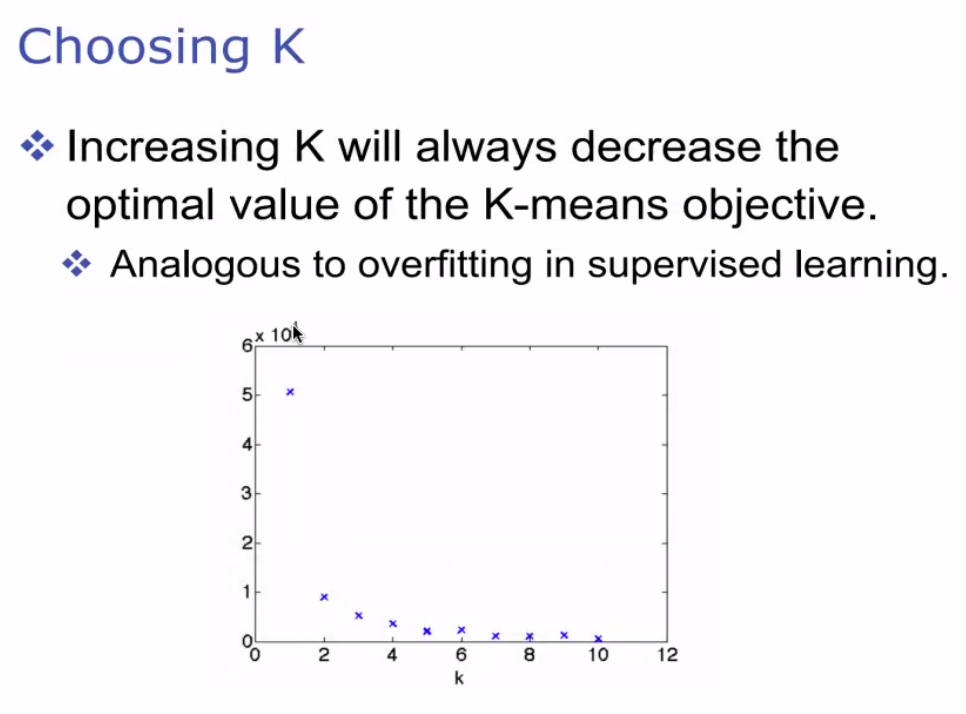 Choosing K
Increasing K will always decrease the
optimal value of the K-means objective.
Analogous to overfitting in supervised learning.
x 10
6
5
4
3
2
1
0
0 2 4 6 8 10 12
k